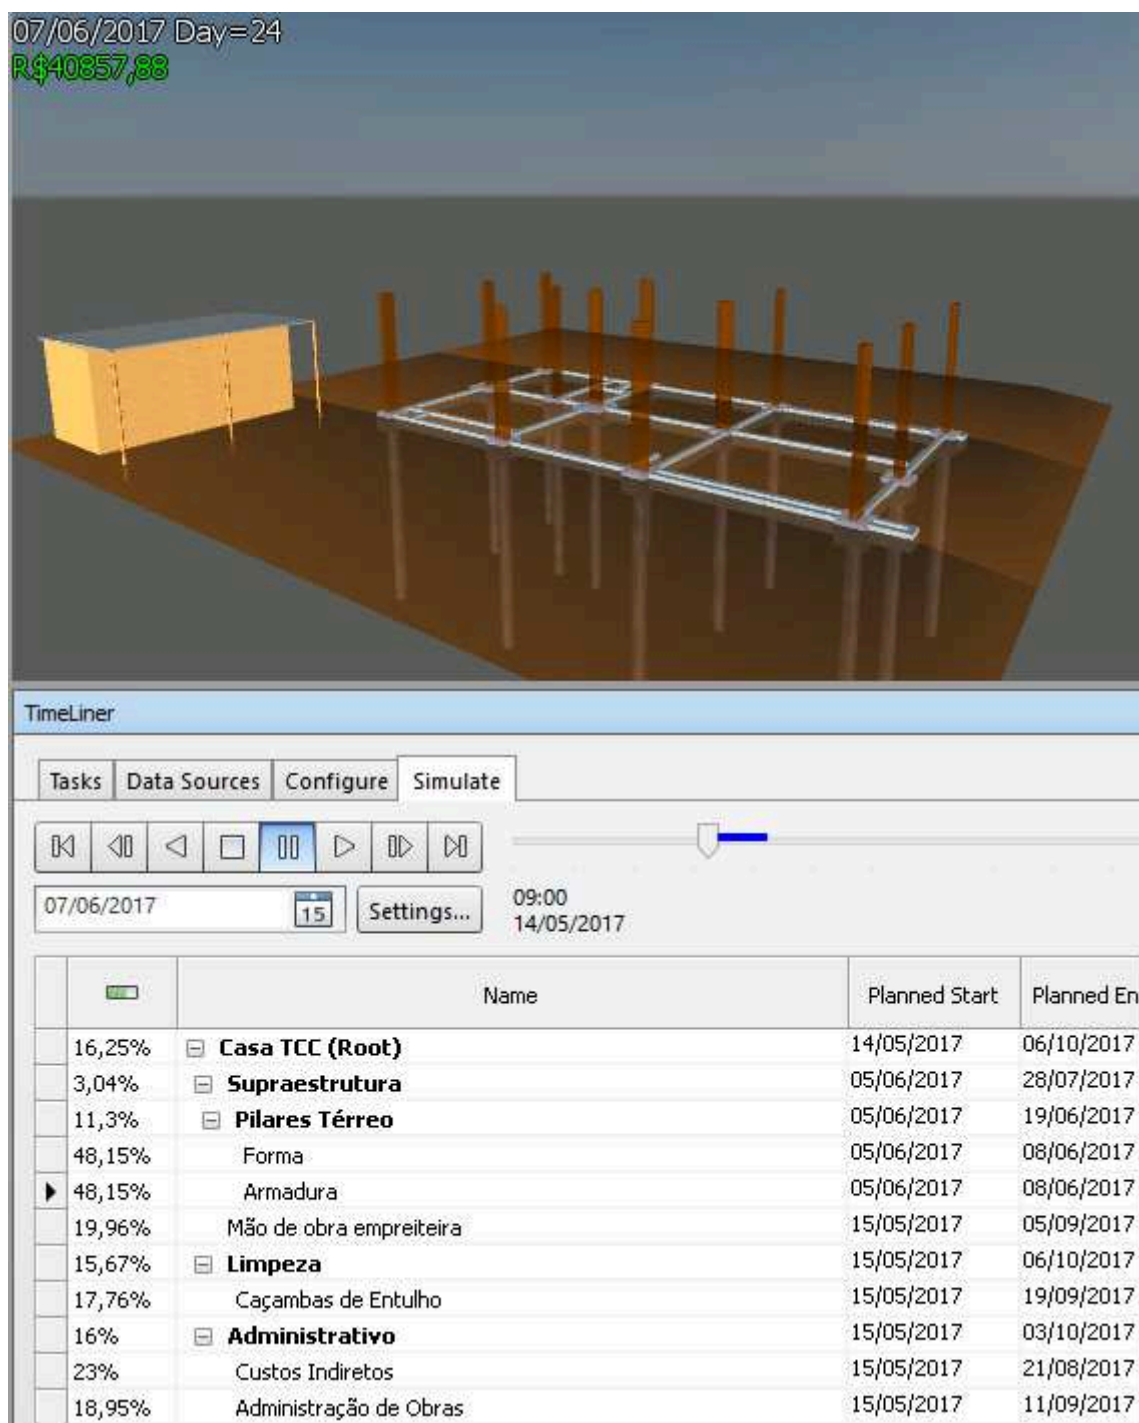 07/06/2017 Day=24
R$40857,88
TimeLiner
Tasks Data Sources Configure Simulate
07/06/2017 15 Settings... 09:00
14/05/2017
Name Planned Start Planned En
16,25% Casa TCC (Root) 14/05/2017 06/10/2017
3,04% Supraestrutura 05/06/2017 28/07/2017
11,3% Pilares Térreo 05/06/2017 19/06/2017
48,15% Forma 05/06/2017 08/06/2017
48,15% Armadura 05/06/2017 08/06/2017
19,96% Mão de obra empreiteira 15/05/2017 05/09/2017
15,67% Limpeza 15/05/2017 06/10/2017
17,76% Caçambas de Entulho 15/05/2017 19/09/2017
16% Administrativo 15/05/2017 03/10/2017
23% Custos Indiretos 15/05/2017 21/08/2017
18,95% Administração de Obras 15/05/2017 11/09/2017